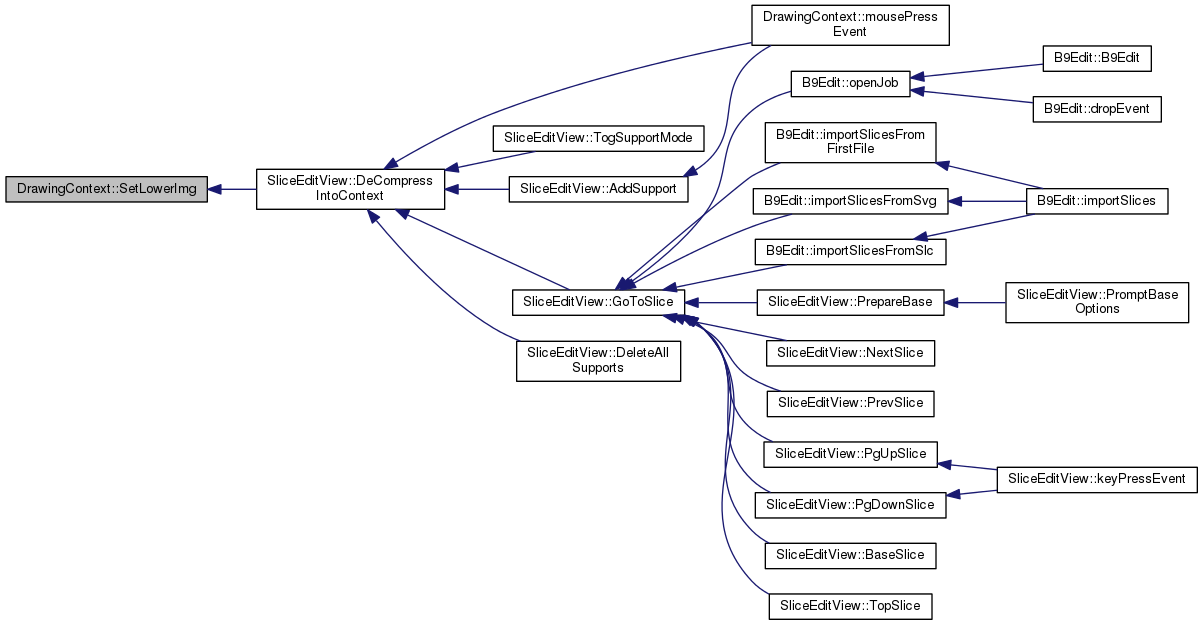 DrawingContext::SetLowerImg
SliceEditView::DeCompress
IntoContext
DrawingContext::mousePress
Event
SliceEditView::TogSupportMode
SliceEditView::AddSupport
SliceEditView::GoToSlice
SliceEditView::DeleteAll
Supports
B9Edit::openJob
B9Edit::B9Edit
B9Edit::dropEvent
B9Edit::importSlicesFrom
FirstFile
B9Edit::importSlicesFromSvg
B9Edit::importSlicesFromSlc
B9Edit::importSlices
SliceEditView::PrepareBase
SliceEditView::PromptBase
Options
SliceEditView::NextSlice
SliceEditView::PrevSlice
SliceEditView::PgUpSlice
SliceEditView::PgDownSlice
SliceEditView::keyPressEvent
SliceEditView::BaseSlice
SliceEditView::TopSlice